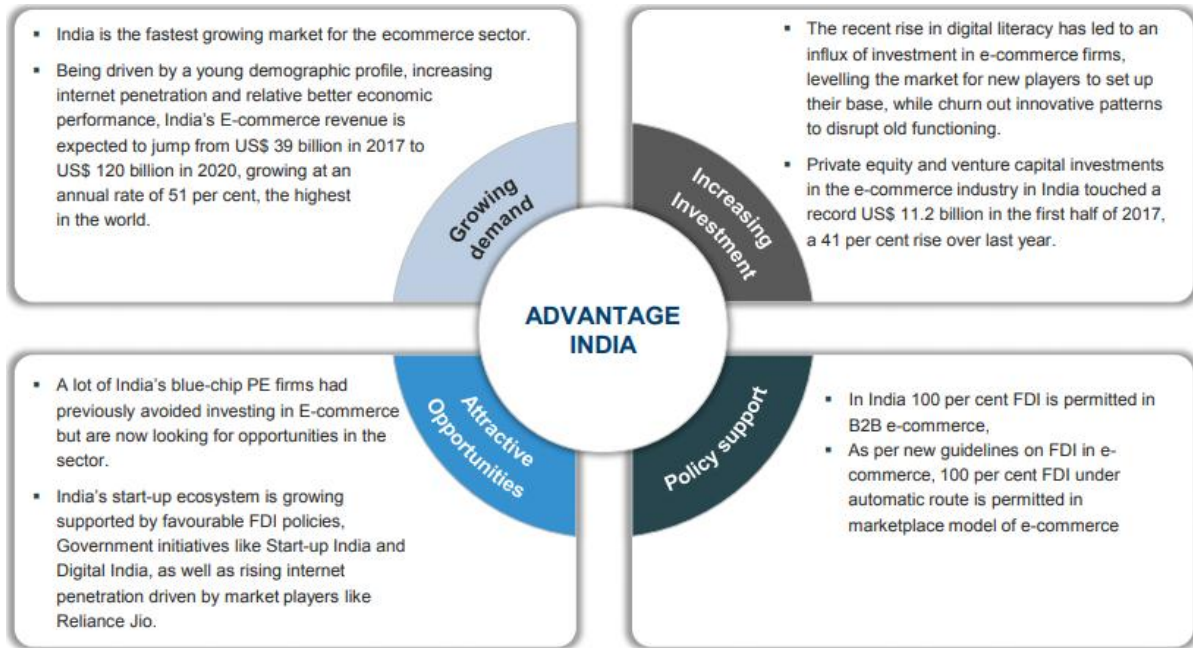 ▪ India is the fastest growing market for the ecommerce sector.
▪ Being driven by a young demographic profile, increasing
internet penetration and relative better economic
performance, India’s E-commerce revenue is
expected to jump from US$ 39 billion in 2017 to
US$ 120 billion in 2020, growing at an
annual rate of 51 per cent, the highest
in the world.
Growing
demand
▪ The recent rise in digital literacy has led to an
influx of investment in e-commerce firms,
levelling the market for new players to set up
their base, while churn out innovative patterns
to disrupt old functioning.
▪ Private equity and venture capital investments
in the e-commerce industry in India touched a
record US$ 11.2 billion in the first half of 2017,
a 41 per cent rise over last year.
Increasing
Investment
ADVANTAGE
INDIA
▪ A lot of India’s blue-chip PE firms had
previously avoided investing in E-commerce
but are now looking for opportunities in the
sector.
▪ India’s start-up ecosystem is growing
supported by favourable FDI policies,
Government initiatives like Start-up India and
Digital India, as well as rising internet
penetration driven by market players like
Reliance Jio.
Attractive
Opportunities
▪ In India 100 per cent FDI is permitted in
B2B e-commerce,
▪ As per new guidelines on FDI in e-
commerce, 100 per cent FDI under
automatic route is permitted in
marketplace model of e-commerce
Policy support